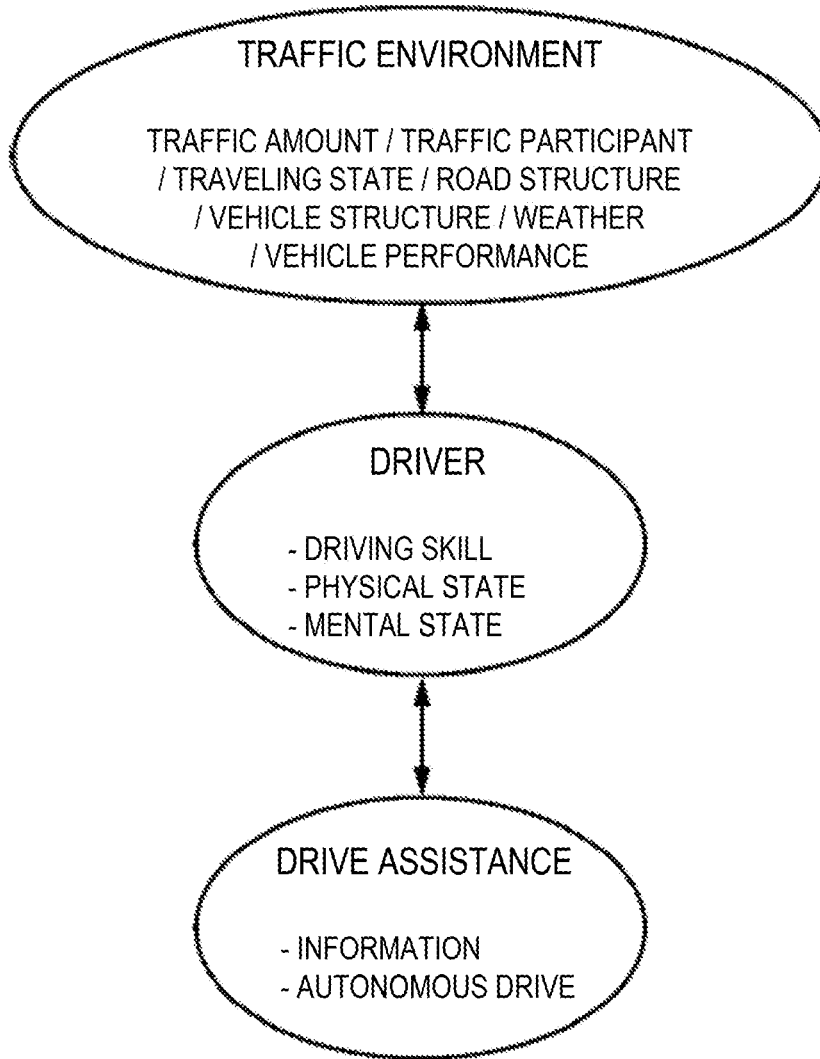 TRAFFIC ENVIRONMENT
TRAFFIC AMOUNT / TRAFFIC PARTICIPANT
/ TRAVELING STATE / ROAD STRUCTURE
/ VEHICLE STRUCTURE / WEATHER
/ VEHICLE PERFORMANCE
DRIVER
- DRIVING SKILL
- PHYSICAL STATE
- MENTAL STATE
DRIVE ASSISTANCE
- INFORMATION
- AUTONOMOUS DRIVE